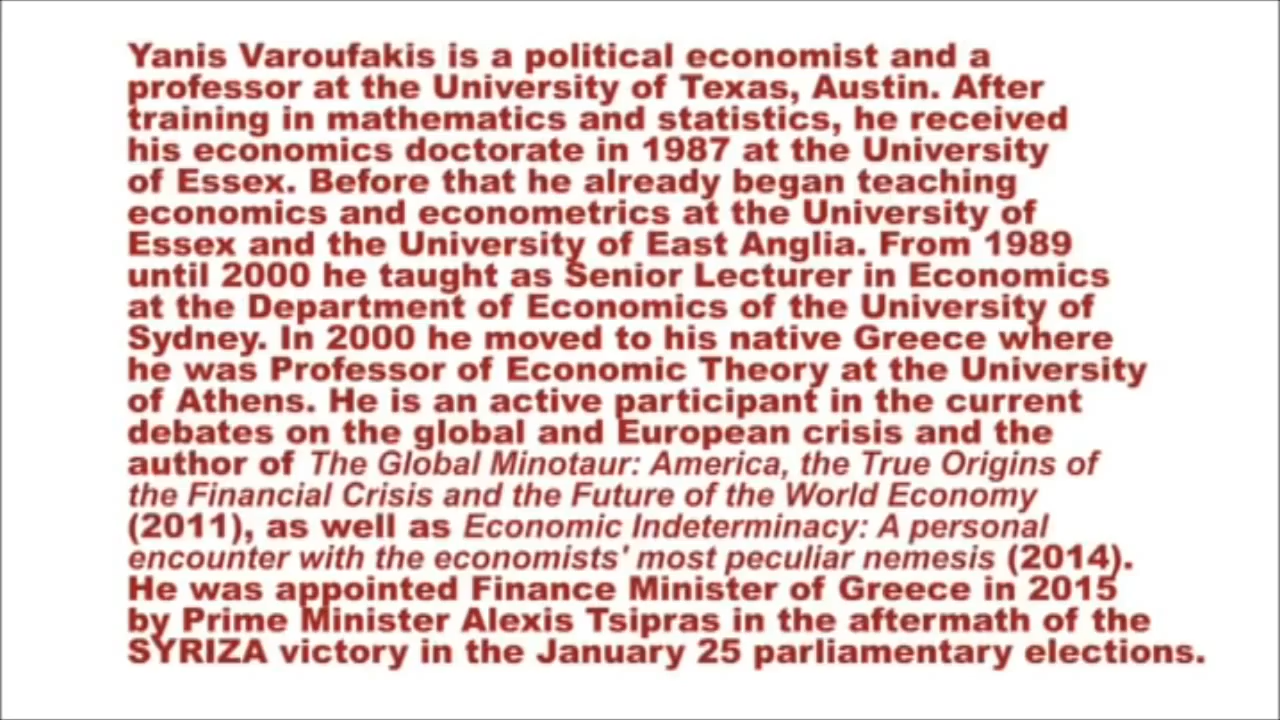 Yanis Varoufakis is a political economist and a
professor at the University of Texas, Austin. After
training in mathematics and statistics, he received
his economics doctorate in 1987 at the University
of Essex. Before that he already began teaching
economics and econometrics at the University of
Essex and the University of East Anglia. From 1989
until 2000 he taught as Senior Lecturer in Economics
at the Department of Economics of the University of
Sydney. In 2000 he moved to his native Greece where
he was Professor of Economic Theory at the University
of Athens. He is an active participant in the current
debates on the global and European crisis and the
author of The Global Minotaur: America, the True Origins of
the Financial Crisis and the Future of the World Economy
(2011), as well as Economic Indeterminacy: A personal
encounter with the economists' most peculiar nemesis (2014).
He was appointed Finance Minister of Greece in 2015
by Prime Minister Alexis Tsipras in the aftermath of the
SYRIZA victory in the January 25 parliamentary elections.